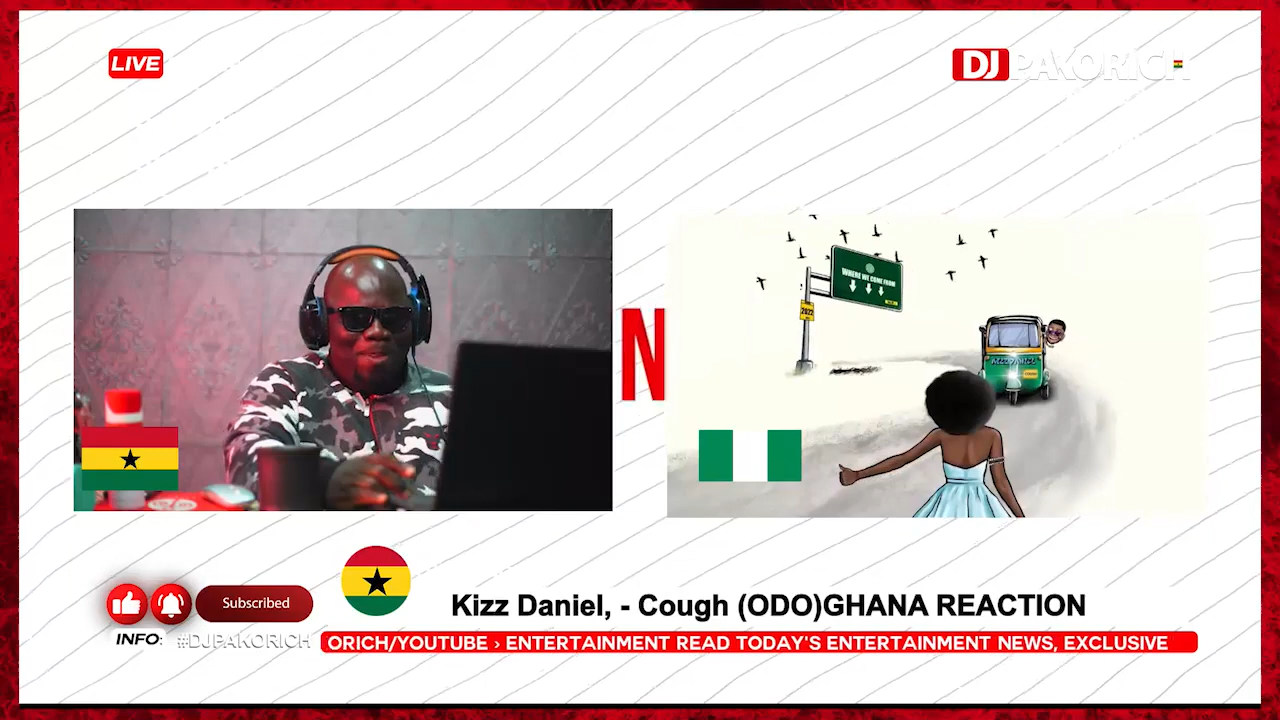 LIVE
DJ PAKORICH
WHERE WE COME FROM
2022
N
Subscribed
Kizz Daniel, - Cough (ODO)GHANA REACTION
INFO: #DJPAKORICH
ORICH/YOUTUBE › ENTERTAINMENT READ TODAY'S ENTERTAINMENT NEWS, EXCLUSIVE